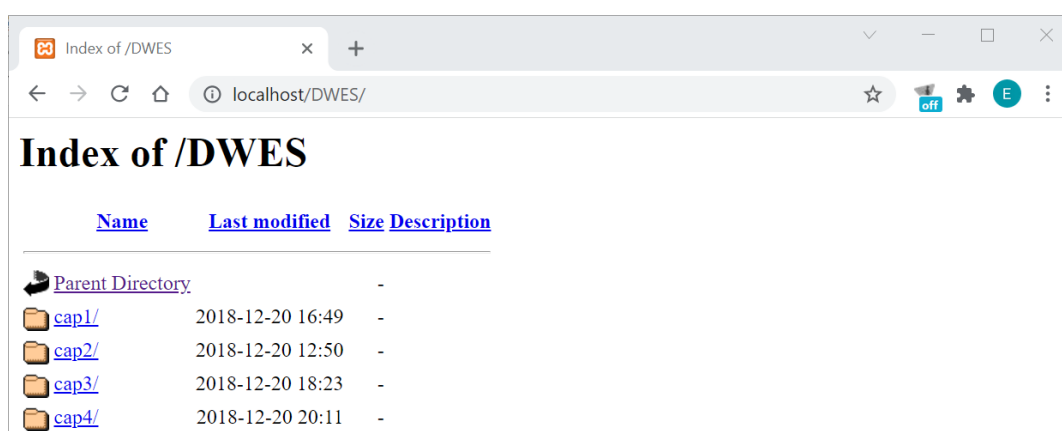 Index of /DWES
localhost/DWES/
off
E
Index of /DWES
Name Last modified Size Description
Parent Directory -
cap1/ 2018-12-20 16:49 -
cap2/ 2018-12-20 12:50 -
cap3/ 2018-12-20 18:23 -
cap4/ 2018-12-20 20:11 -